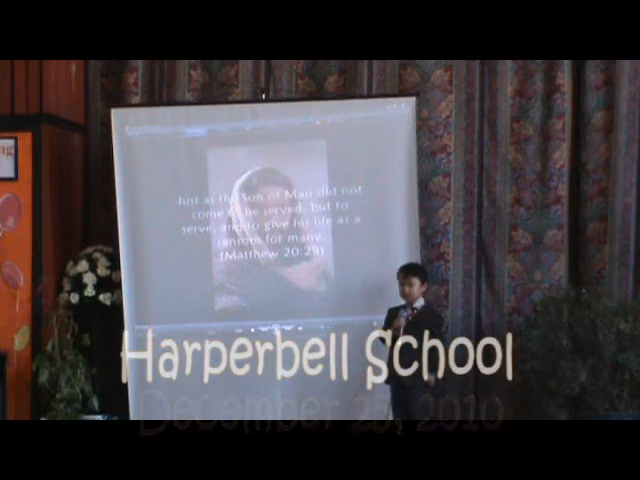 Just as the Son of Man did not
come to be served, but to
serve, and to give his life as a
ransom for many.
(Matthew 20:28)
Harperbell School
December 25, 2010